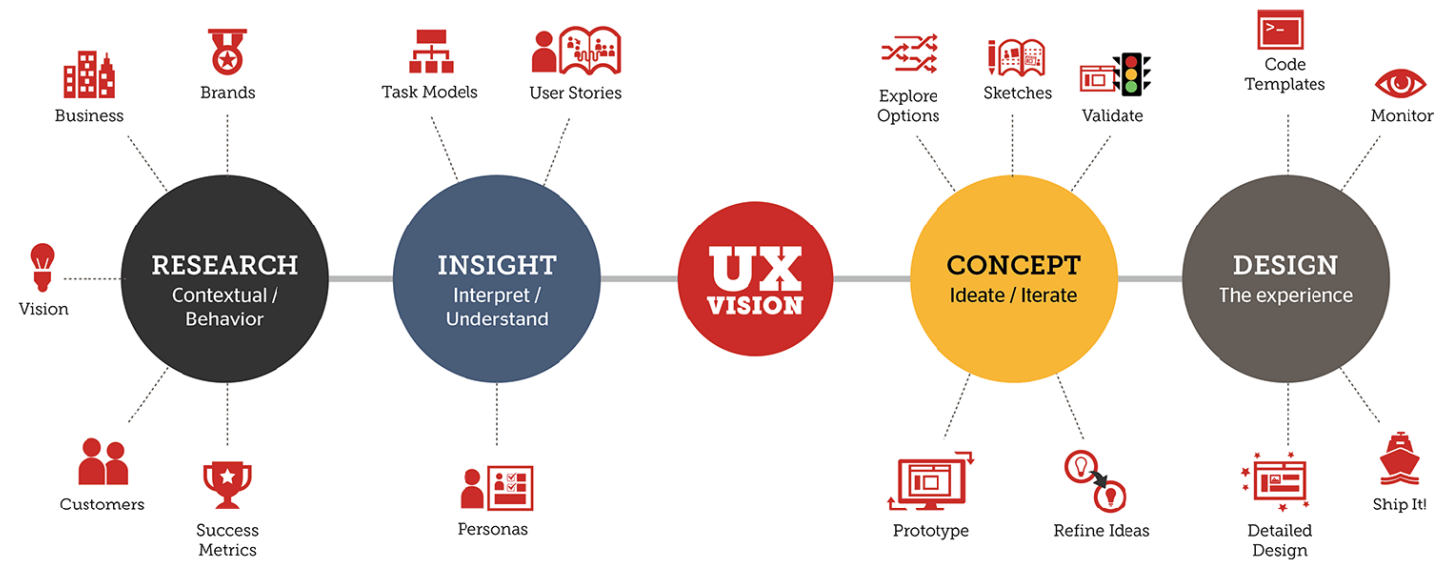 Business
Brands
Vision
RESEARCH
Contextual /
Behavior
Customers
Success
Metrics
Task Models
User Stories
INSIGHT
Interpret /
Understand
Personas
UX
VISION
Explore
Options
Sketches
Validate
CONCEPT
Ideate / Iterate
Prototype
Refine Ideas
Code
Templates
Monitor
DESIGN
The experience
Detailed
Design
Ship It!